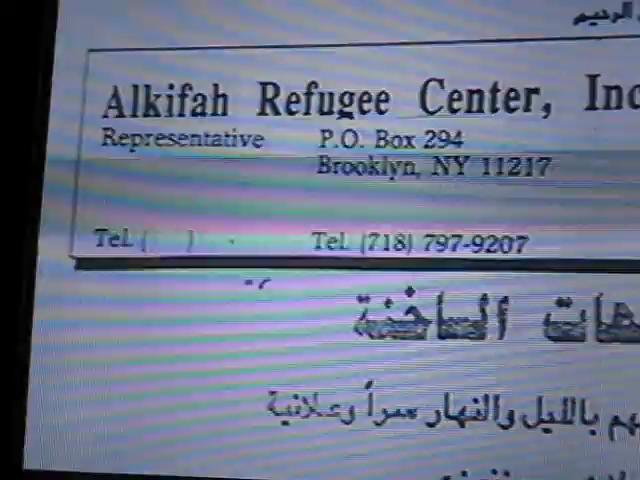 الرحيم
Alkifah Refugee Center, Inc
Representative P.O. Box 294
Brooklyn, NY 11217
Tel. ( ) Tel. (718) 797-9207
الساخنة
بالليل والنهار سراً وعلانية